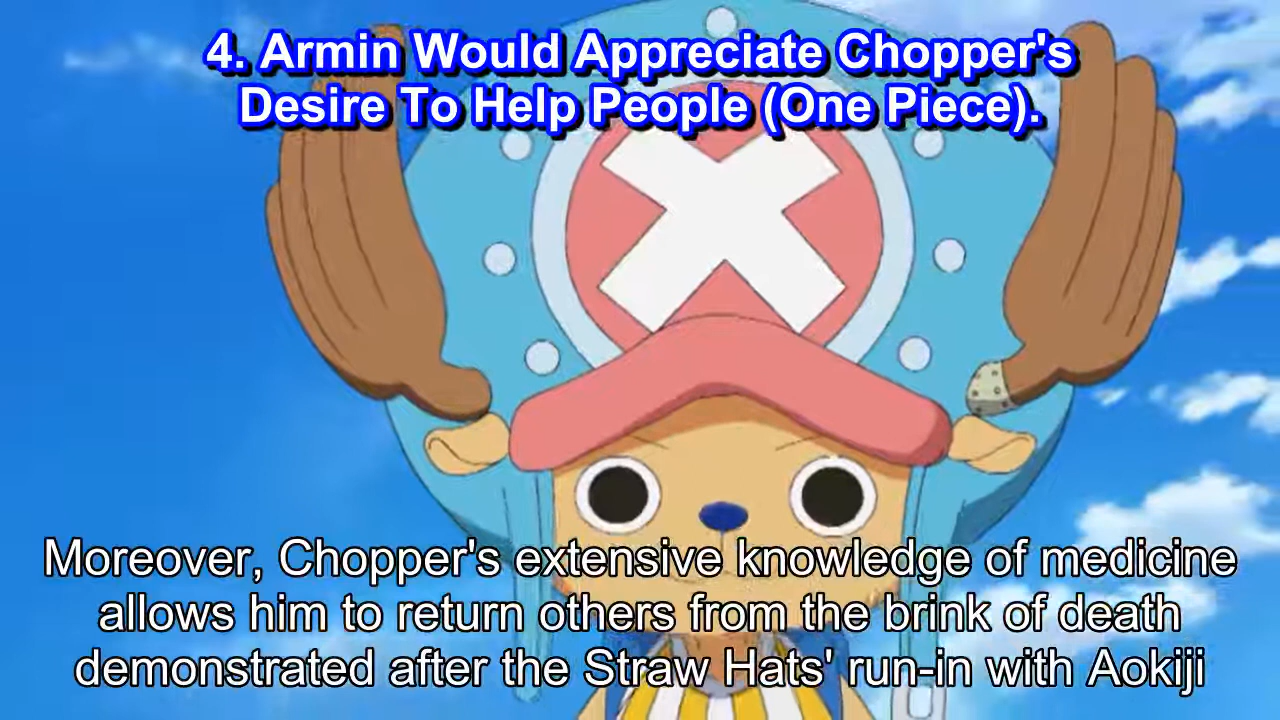 4. Armin Would Appreciate Chopper's
Desire To Help People (One Piece).
Moreover, Chopper's extensive knowledge of medicine
allows him to return others from the brink of death
demonstrated after the Straw Hats' run-in with Aokiji